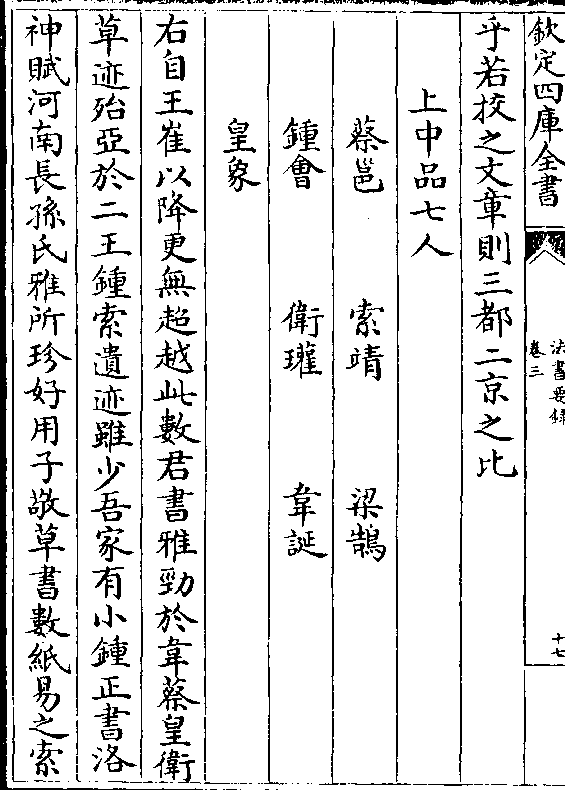 欽定四庫全書
法書要録
卷三
十七
乎若挍之文章則三都二京之比
上中品七人
蔡邕 索靖 梁鵠
鍾會 衛瓘 韋誕
皇象
右自王崔以降更無超越此數君書雅勁於韋蔡皇衛
草迹殆亞於二王鍾索遺迹雖少吾家有小鍾正書洛
神賦河南長孫氏雅所珍好用子敬草書數紙易之索